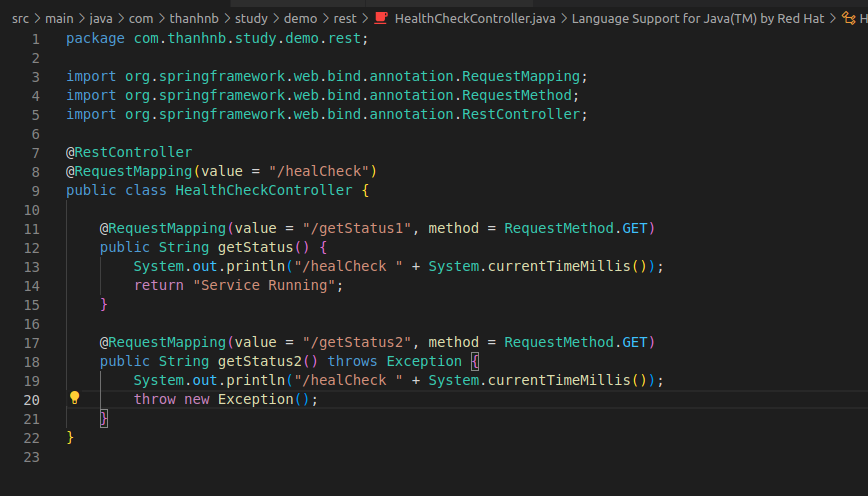 src > main > java > com > thanhnb > study > demo > rest > HealthCheckController.java > Language Support for Java(TM) by Red Hat > H
1 package com.thanhnb.study.demo.rest;
2
3 import org.springframework.web.bind.annotation.RequestMapping;
4 import org.springframework.web.bind.annotation.RequestMethod;
5 import org.springframework.web.bind.annotation.RestController;
6
7 @RestController
8 @RequestMapping(value = "/healCheck")
9 public class HealthCheckController {
10
11     @RequestMapping(value = "/getStatus1", method = RequestMethod.GET)
12     public String getStatus() {
13         System.out.println("/healCheck " + System.currentTimeMillis());
14         return "Service Running";
15     }
16
17     @RequestMapping(value = "/getStatus2", method = RequestMethod.GET)
18     public String getStatus2() throws Exception {
19         System.out.println("/healCheck " + System.currentTimeMillis());
20         throw new Exception();
21     }
22 }
23